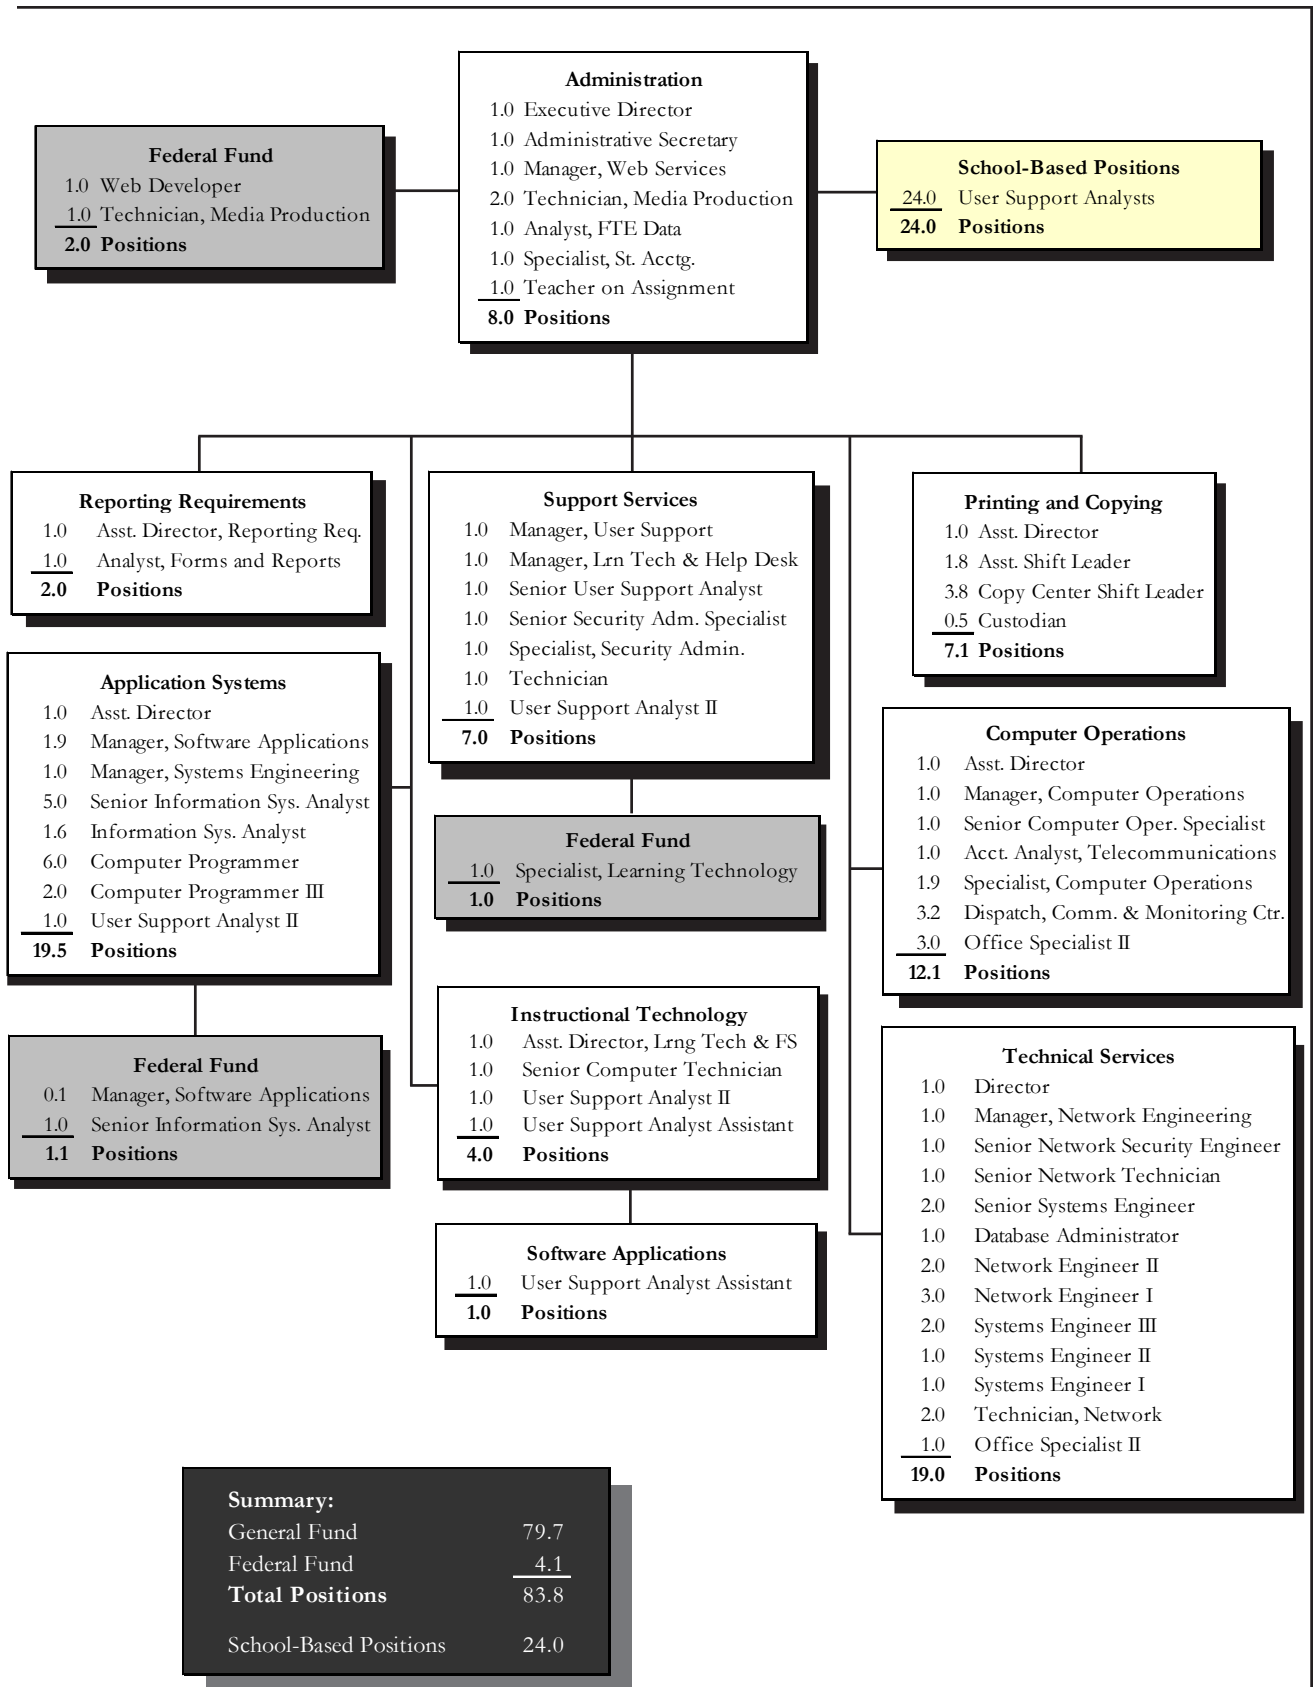 Administration
1.0 Executive Director
1.0 Administrative Secretary
1.0 Manager, Web Services
2.0 Technician, Media Production
1.0 Analyst, FTE Data
1.0 Specialist, St. Acctg.
1.0 Teacher on Assignment
8.0 Positions
Federal Fund
1.0 Web Developer
1.0 Technician, Media Production
2.0 Positions
School-Based Positions
24.0 User Support Analysts
24.0 Positions
Reporting Requirements
1.0 Asst. Director, Reporting Req.
1.0 Analyst, Forms and Reports
2.0 Positions
Support Services
1.0 Manager, User Support
1.0 Manager, Lrn Tech & Help Desk
1.0 Senior User Support Analyst
1.0 Senior Security Adm. Specialist
1.0 Specialist, Security Admin.
1.0 Technician
1.0 User Support Analyst II
7.0 Positions
Printing and Copying
1.0 Asst. Director
1.8 Asst. Shift Leader
3.8 Copy Center Shift Leader
0.5 Custodian
7.1 Positions
Application Systems
1.0 Asst. Director
1.9 Manager, Software Applications
1.0 Manager, Systems Engineering
5.0 Senior Information Sys. Analyst
1.6 Information Sys. Analyst
6.0 Computer Programmer
2.0 Computer Programmer III
1.0 User Support Analyst II
19.5 Positions
Federal Fund
1.0 Specialist, Learning Technology
1.0 Positions
Computer Operations
1.0 Asst. Director
1.0 Manager, Computer Operations
1.0 Senior Computer Oper. Specialist
1.0 Acct. Analyst, Telecommunications
1.9 Specialist, Computer Operations
3.2 Dispatch, Comm. & Monitoring Ctr.
3.0 Office Specialist II
12.1 Positions
Federal Fund
0.1 Manager, Software Applications
1.0 Senior Information Sys. Analyst
1.1 Positions
Instructional Technology
1.0 Asst. Director, Lrng Tech & FS
1.0 Senior Computer Technician
1.0 User Support Analyst II
1.0 User Support Analyst Assistant
4.0 Positions
Software Applications
1.0 User Support Analyst Assistant
1.0 Positions
Technical Services
1.0 Director
1.0 Manager, Network Engineering
1.0 Senior Network Security Engineer
1.0 Senior Network Technician
2.0 Senior Systems Engineer
1.0 Database Administrator
2.0 Network Engineer II
3.0 Network Engineer I
2.0 Systems Engineer III
1.0 Systems Engineer II
1.0 Systems Engineer I
2.0 Technician, Network
1.0 Office Specialist II
19.0 Positions
Summary:
General Fund 79.7
Federal Fund 4.1
Total Positions 83.8
School-Based Positions 24.0